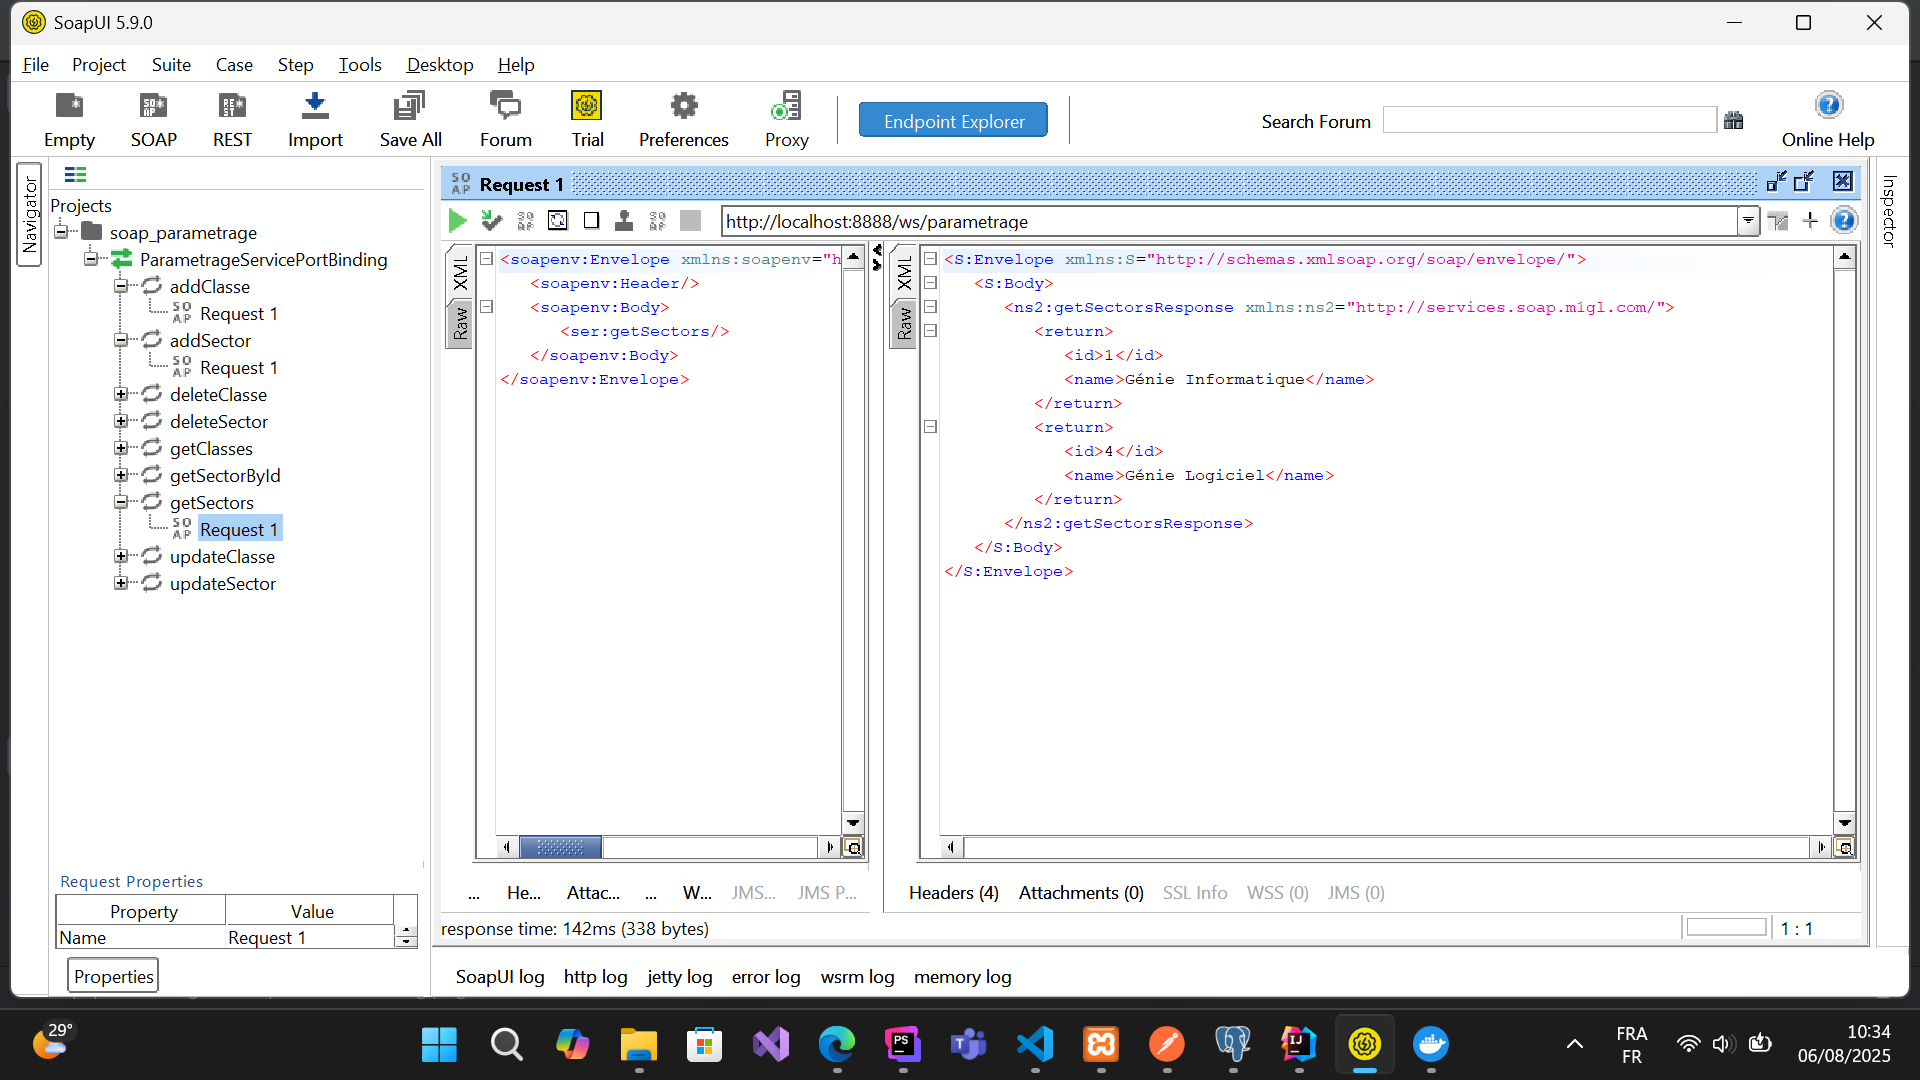 SoapUI 5.9.0
File Project Suite Case Step Tools Desktop Help
Empty SOAP REST Import Save All Forum Trial Preferences Proxy Endpoint Explorer Search Forum Online Help
Navigator
Projects
soap_parametrage
ParametrageServicePortBinding
addClasse
Request 1
addSector
Request 1
deleteClasse
deleteSector
getClasses
getSectorById
getSectors
Request 1
updateClasse
updateSector
Request Properties
Property Value
Name Request 1
Properties
Request 1
http://localhost:8888/ws/parametrage
XML
Raw
<soapenv:Envelope xmlns:soapenv="h
<soapenv:Header/>
<soapenv:Body>
<ser:getSectors/>
</soapenv:Body>
</soapenv:Envelope>
XML
Raw
<S:Envelope xmlns:S="http://schemas.xmlsoap.org/soap/envelope/">
<S:Body>
<ns2:getSectorsResponse xmlns:ns2="http://services.soap.m1gl.com/">
<return>
<id>1</id>
<name>Génie Informatique</name>
</return>
<return>
<id>4</id>
<name>Génie Logiciel</name>
</return>
</ns2:getSectorsResponse>
</S:Body>
</S:Envelope>
Inspector
... He... Attac... ... W... JMS... JMS P...
Headers (4) Attachments (0) SSL Info WSS (0) JMS (0)
response time: 142ms (338 bytes)
1 : 1
SoapUI log http log jetty log error log wsrm log memory log
29°
FRA
FR
10:34
06/08/2025